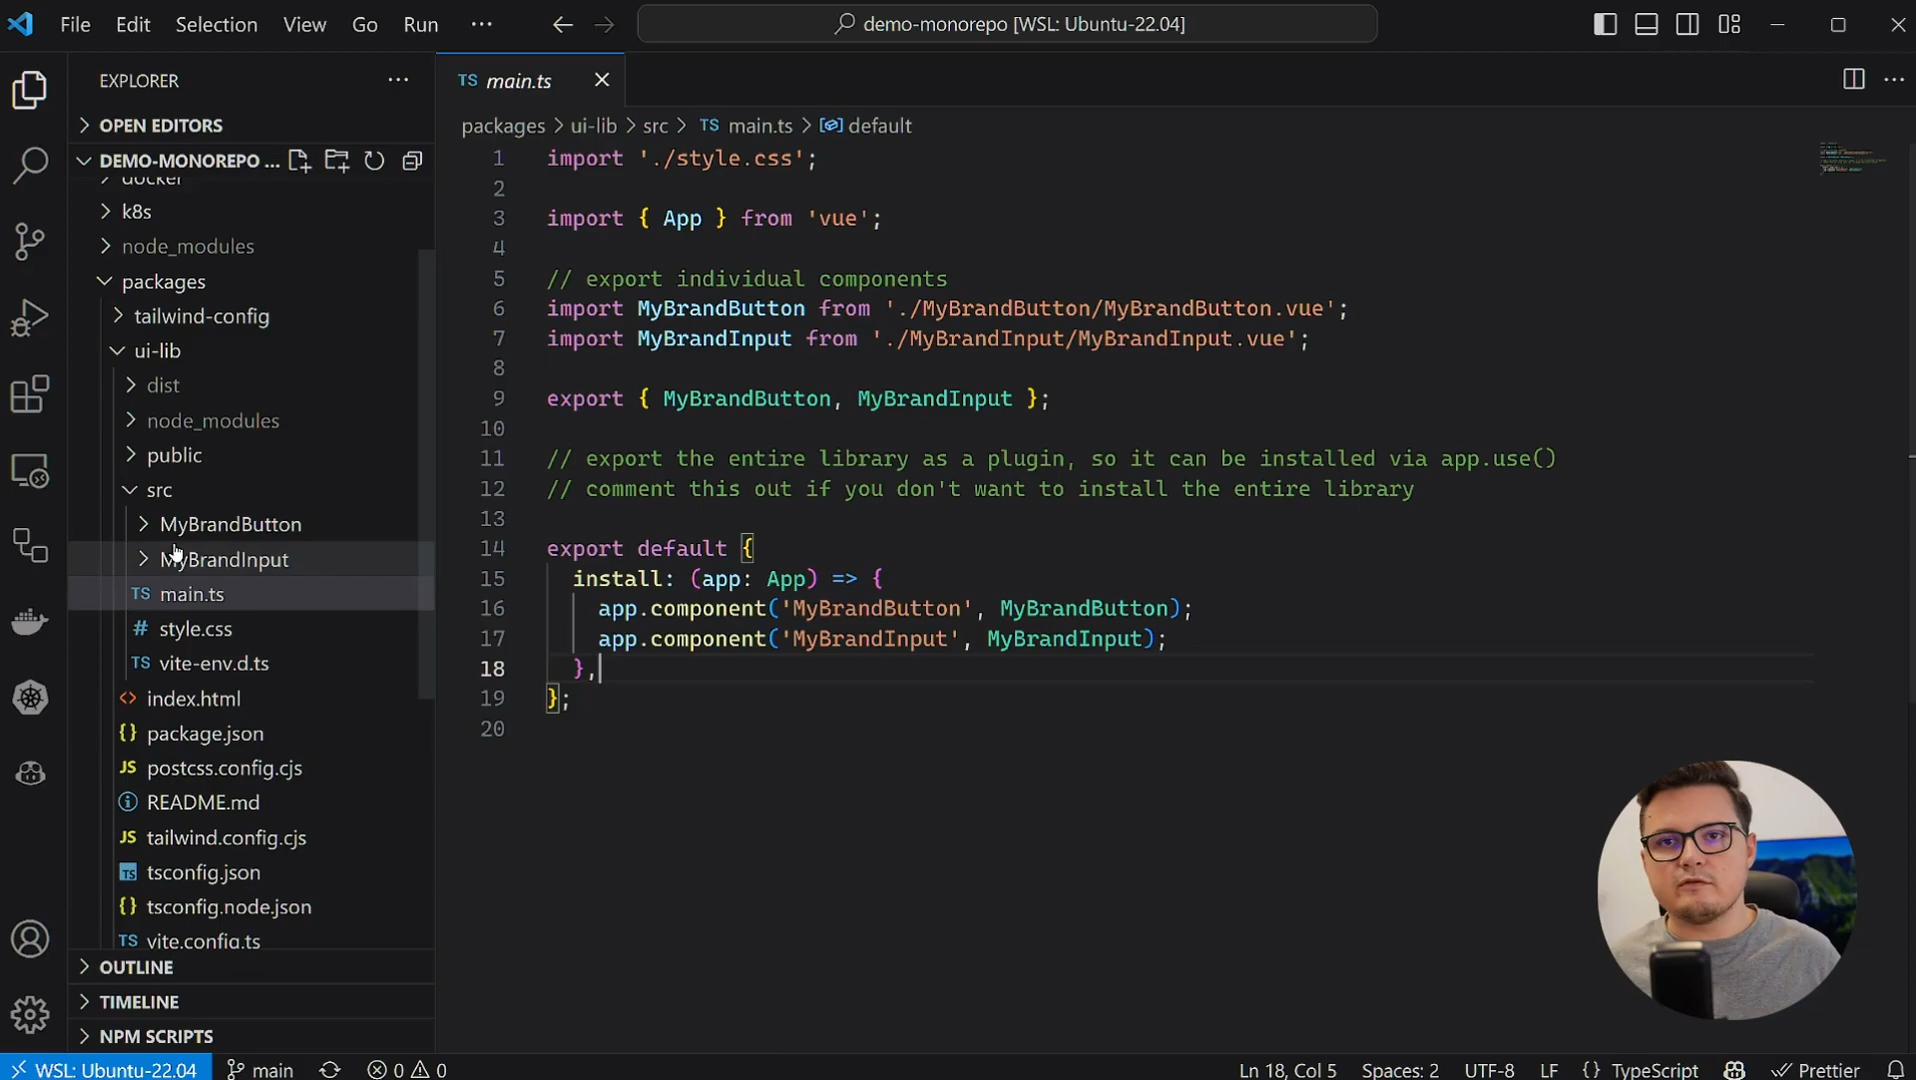 File Edit Selection View Go Run ··· demo-monorepo [WSL: Ubuntu-22.04]
EXPLORER ···
OPEN EDITORS
DEMO-MONOREPO ...
docker
k8s
node_modules
packages
tailwind-config
ui-lib
dist
node_modules
public
src
MyBrandButton
MyBrandInput
TS main.ts
# style.css
TS vite-env.d.ts
<> index.html
{} package.json
JS postcss.config.cjs
README.md
JS tailwind.config.cjs
TS tsconfig.json
{} tsconfig.node.json
TS vite.config.ts
OUTLINE
TIMELINE
NPM SCRIPTS
TS main.ts
packages > ui-lib > src > TS main.ts > default
1 import './style.css';
2
3 import { App } from 'vue';
4
5 // export individual components
6 import MyBrandButton from './MyBrandButton/MyBrandButton.vue';
7 import MyBrandInput from './MyBrandInput/MyBrandInput.vue';
8
9 export { MyBrandButton, MyBrandInput };
10
11 // export the entire library as a plugin, so it can be installed via app.use()
12 // comment this out if you don't want to install the entire library
13
14 export default {
15 install: (app: App) => {
16 app.component('MyBrandButton', MyBrandButton);
17 app.component('MyBrandInput', MyBrandInput);
18 },
19 };
20
WSL: Ubuntu-22.04 main 0 0 Ln 18, Col 5 Spaces: 2 UTF-8 LF {} TypeScript Prettier